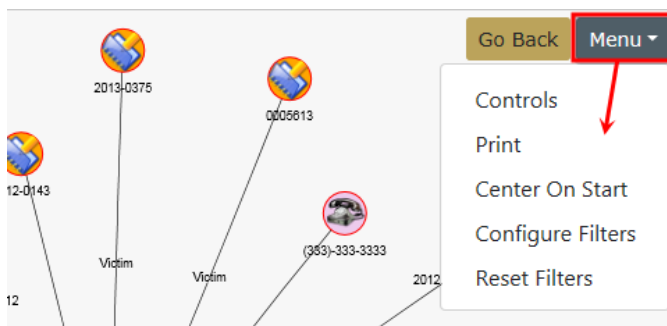 Go Back
Menu
Controls
Print
Center On Start
Configure Filters
Reset Filters
2013-0375
0005613
12-0143
(333)-333-3333
Victim
Victim
2012
12